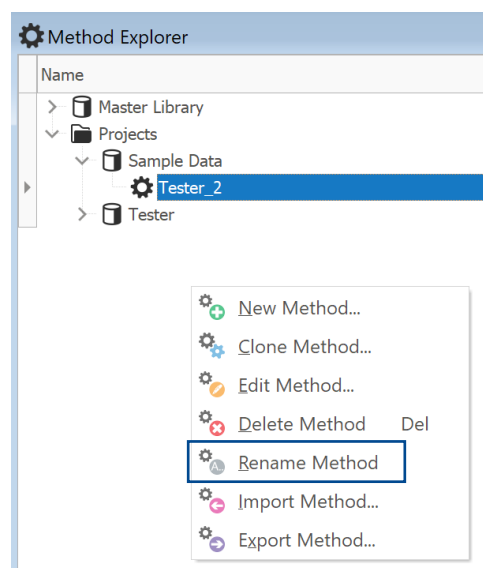 Method Explorer
Name
Master Library
Projects
Sample Data
Tester_2
Tester
New Method...
Clone Method...
Edit Method...
Delete Method Del
Rename Method
Import Method...
Export Method...